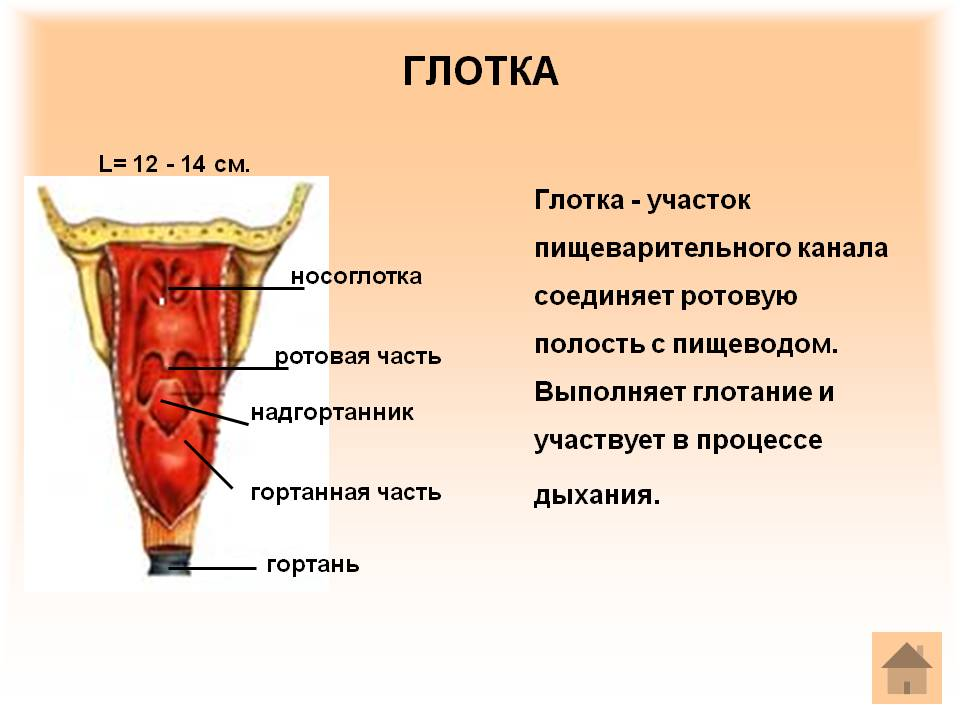 ГЛОТКА
L= 12 - 14 см.
носоглотка
ротовая часть
надгортанник
гортанная часть
гортань
Глотка - участок
пищеварительного канала
соединяет ротовую
полость с пищеводом.
Выполняет глотание и
участвует в процессе
дыхания.